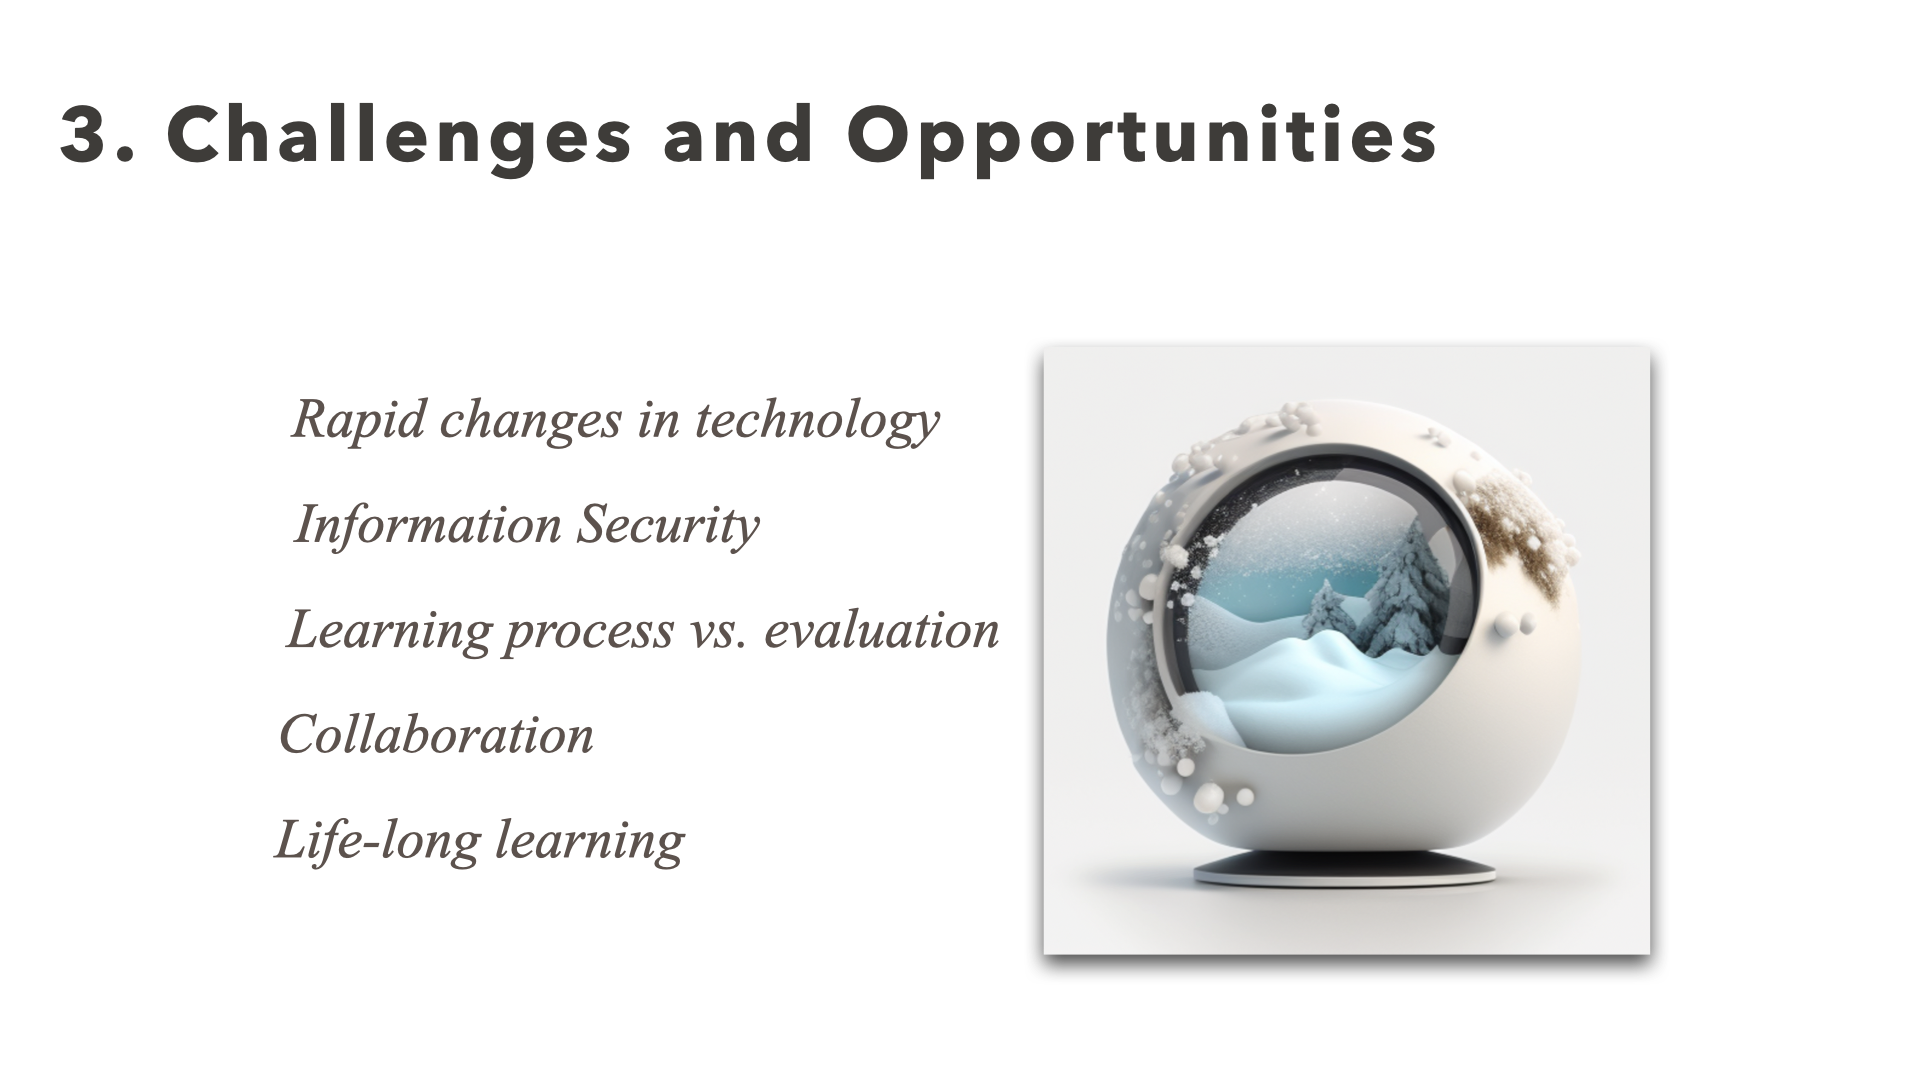 3. Challenges and Opportunities
Rapid changes in technology
Information Security
Learning process vs. evaluation
Collaboration
Life-long learning